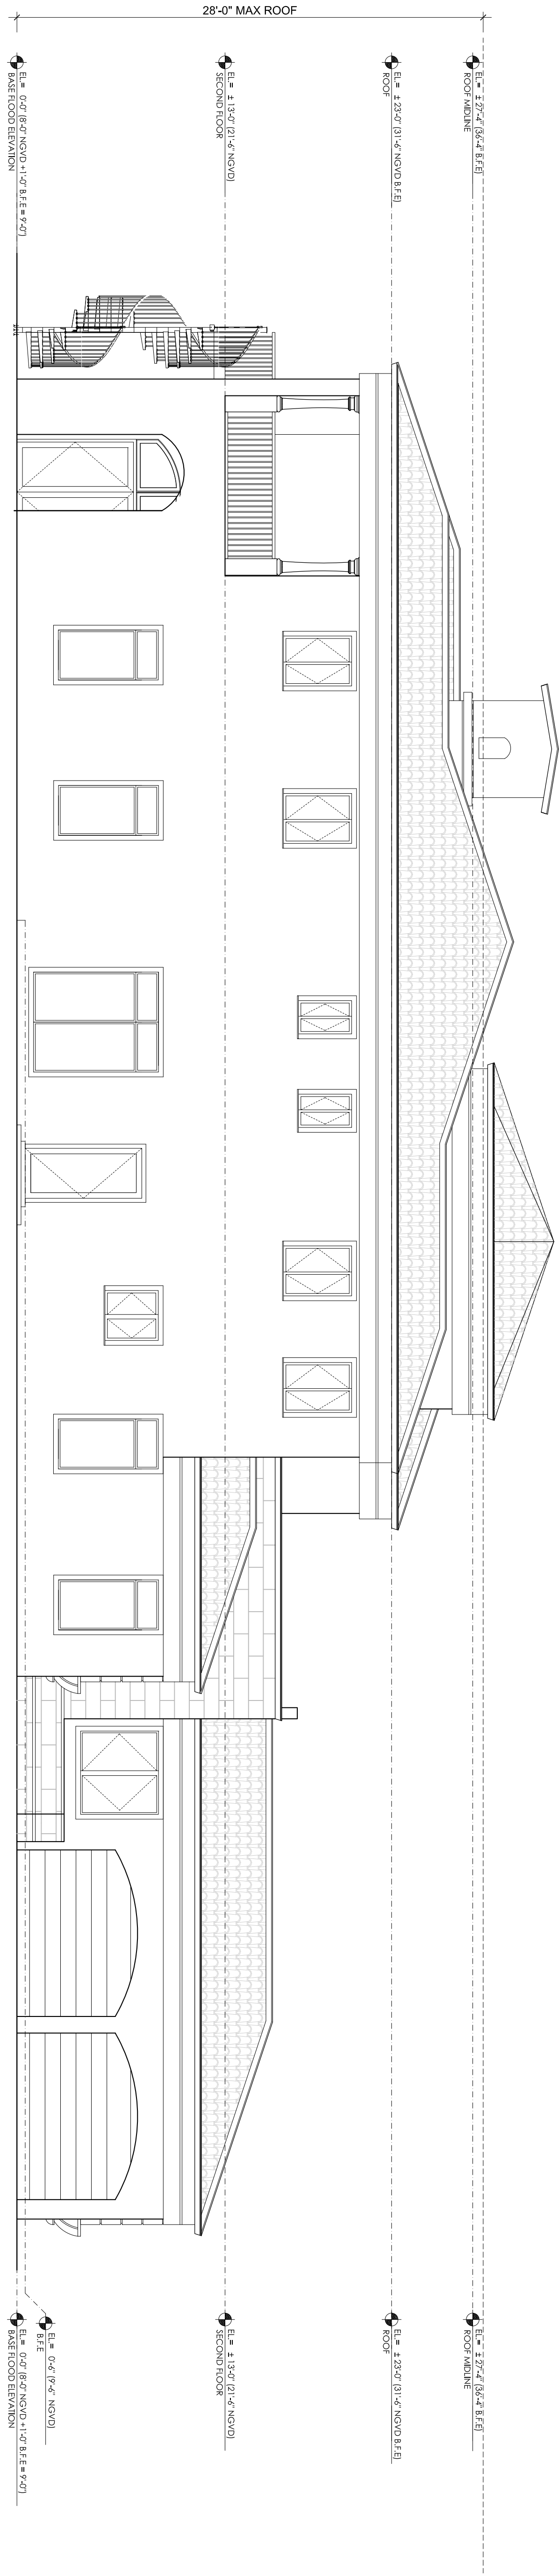 28'-0" MAX ROOF
EL.= ± 27'-4" (36'-4" B.F.E)
ROOF MIDLINE
EL.= ± 23'-0" (31'-6" NGVD B.F.E)
ROOF
EL.= ± 13'-0" (21'-6" NGVD)
SECOND FLOOR
EL.= 0'-0" (8'-0" NGVD +1'-0" B.F.E = 9'-0")
BASE FLOOD ELEVATION
EL.= ± 27'-4" (36'-4" B.F.E)
ROOF MIDLINE
EL.= ± 23'-0" (31'-6" NGVD B.F.E)
ROOF
EL.= ± 13'-0" (21'-6" NGVD)
SECOND FLOOR
EL.= 0'-6" (9'-6" NGVD)
B.F.E
EL.= 0'-0" (8'-0" NGVD +1'-0" B.F.E = 9'-0")
BASE FLOOD ELEVATION